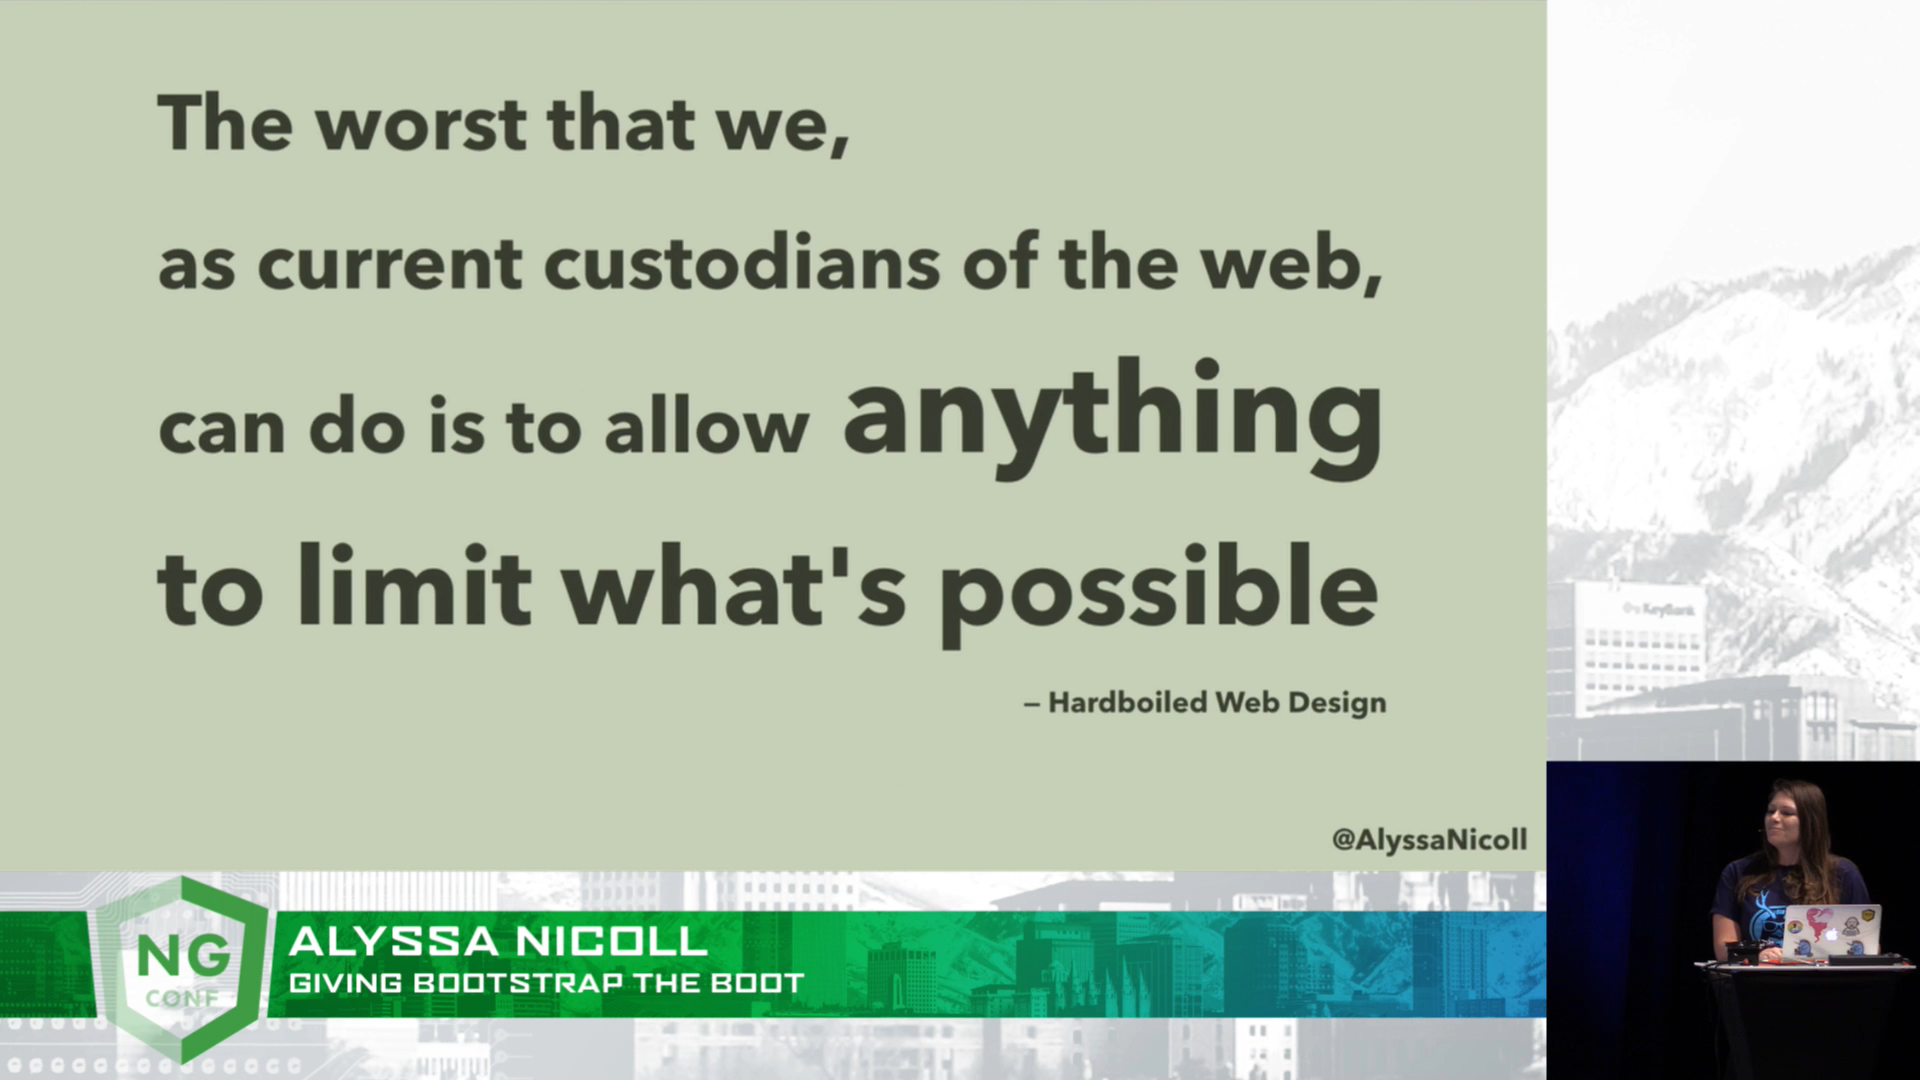 The worst that we,
as current custodians of the web,
can do is to allow anything
to limit what's possible
– Hardboiled Web Design
@AlyssaNicoll
KeyBank
NG
CONF
ALYSSA NICOLL
GIVING BOOTSTRAP THE BOOT